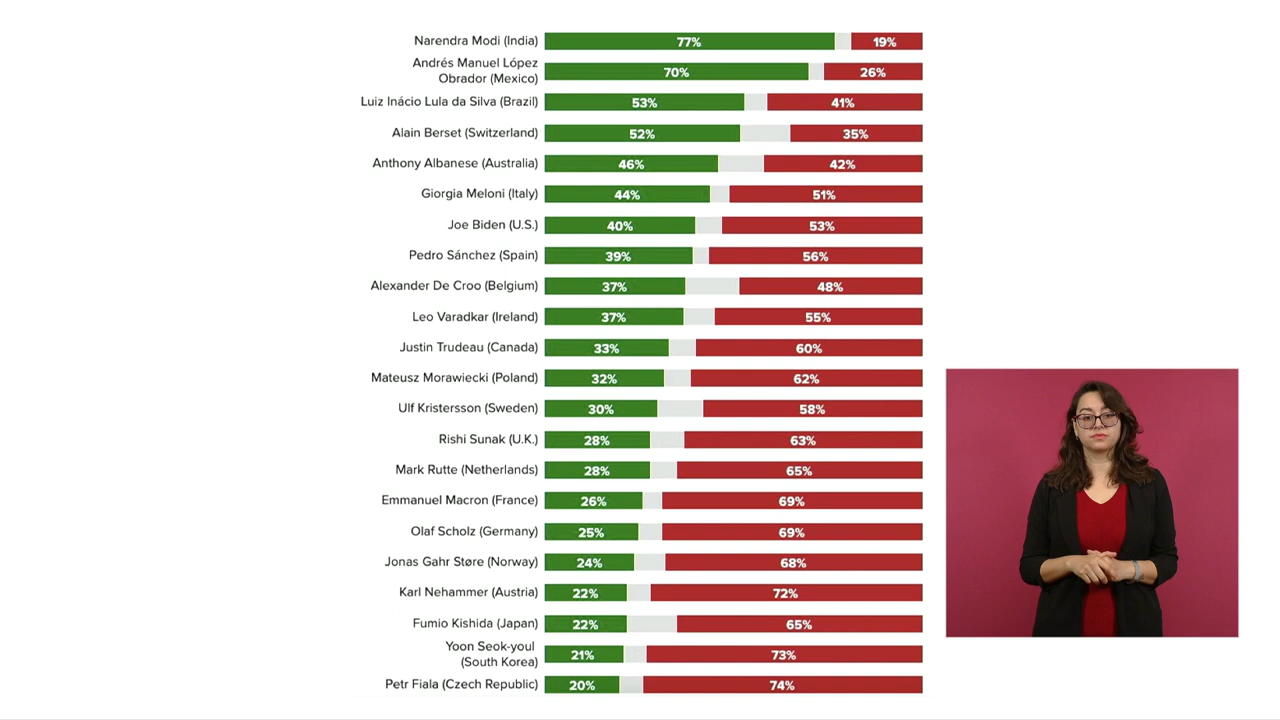 Narendra Modi (India) 77% 19%
Andrés Manuel López
Obrador (Mexico) 70% 26%
Luiz Inácio Lula da Silva (Brazil) 53% 41%
Alain Berset (Switzerland) 52% 35%
Anthony Albanese (Australia) 46% 42%
Giorgia Meloni (Italy) 44% 51%
Joe Biden (U.S.) 40% 53%
Pedro Sánchez (Spain) 39% 56%
Alexander De Croo (Belgium) 37% 48%
Leo Varadkar (Ireland) 37% 55%
Justin Trudeau (Canada) 33% 60%
Mateusz Morawiecki (Poland) 32% 62%
Ulf Kristersson (Sweden) 30% 58%
Rishi Sunak (U.K.) 28% 63%
Mark Rutte (Netherlands) 28% 65%
Emmanuel Macron (France) 26% 69%
Olaf Scholz (Germany) 25% 69%
Jonas Gahr Støre (Norway) 24% 68%
Karl Nehammer (Austria) 22% 72%
Fumio Kishida (Japan) 22% 65%
Yoon Seok-youl
(South Korea) 21% 73%
Petr Fiala (Czech Republic) 20% 74%